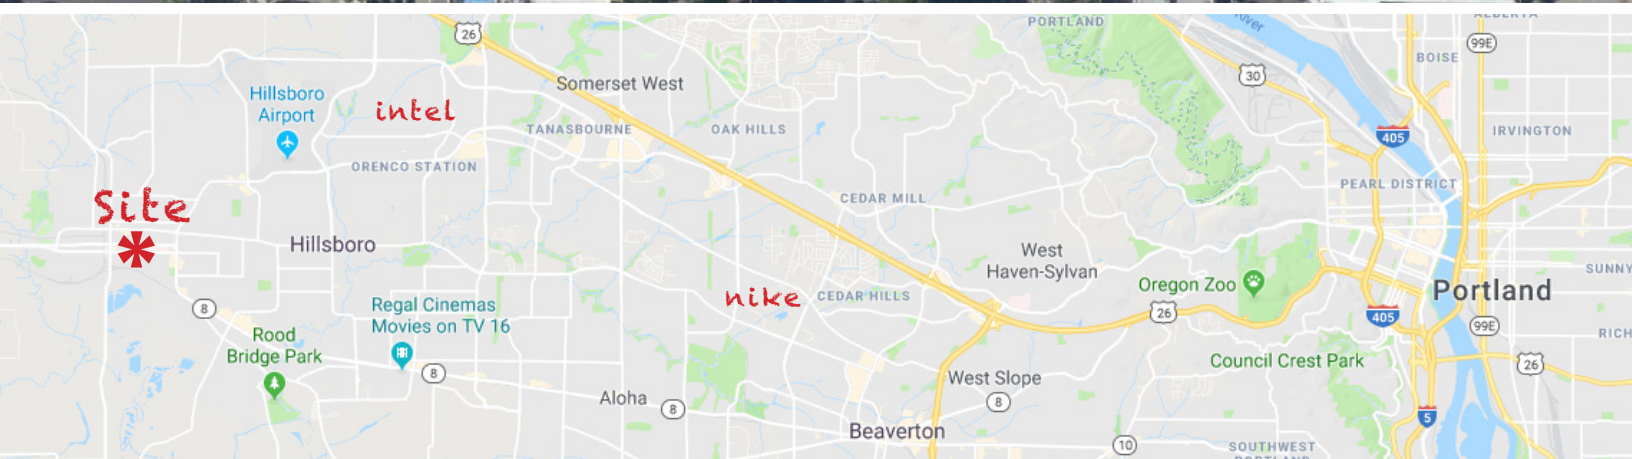 PORTLAND
River
26
99E
BOISE
30
Somerset West
Hillsboro
Airport
intel
TANASBOURNE
OAK HILLS
405
IRVINGTON
ORENCO STATION
PEARL DISTRICT
Site
*
CEDAR MILL
Hillsboro
West
Haven-Sylvan
Oregon Zoo
SUNNY
Portland
nike
CEDAR HILLS
8
Regal Cinemas
Movies on TV 16
26
405
99E
RICH
Rood
Bridge Park
8
Council Crest Park
26
West Slope
8
Aloha
8
5
Beaverton
10
SOUTHWEST
PORTLAND